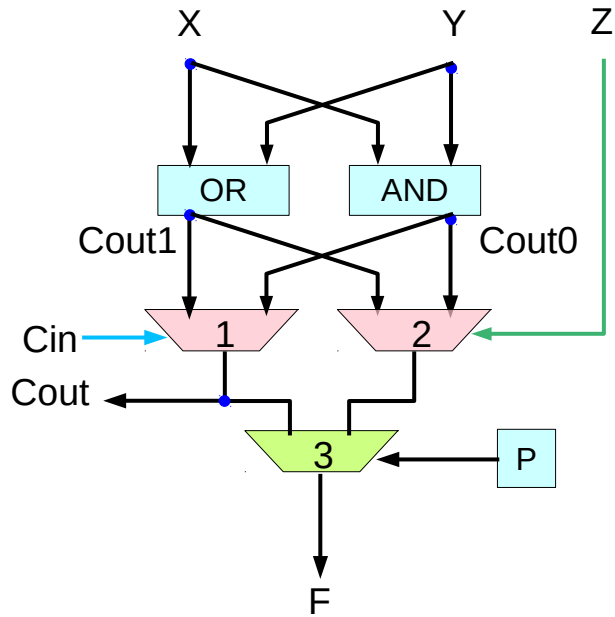 X Y Z
OR AND
Cout1 Cout0
Cin 1 2
Cout
3 P
F